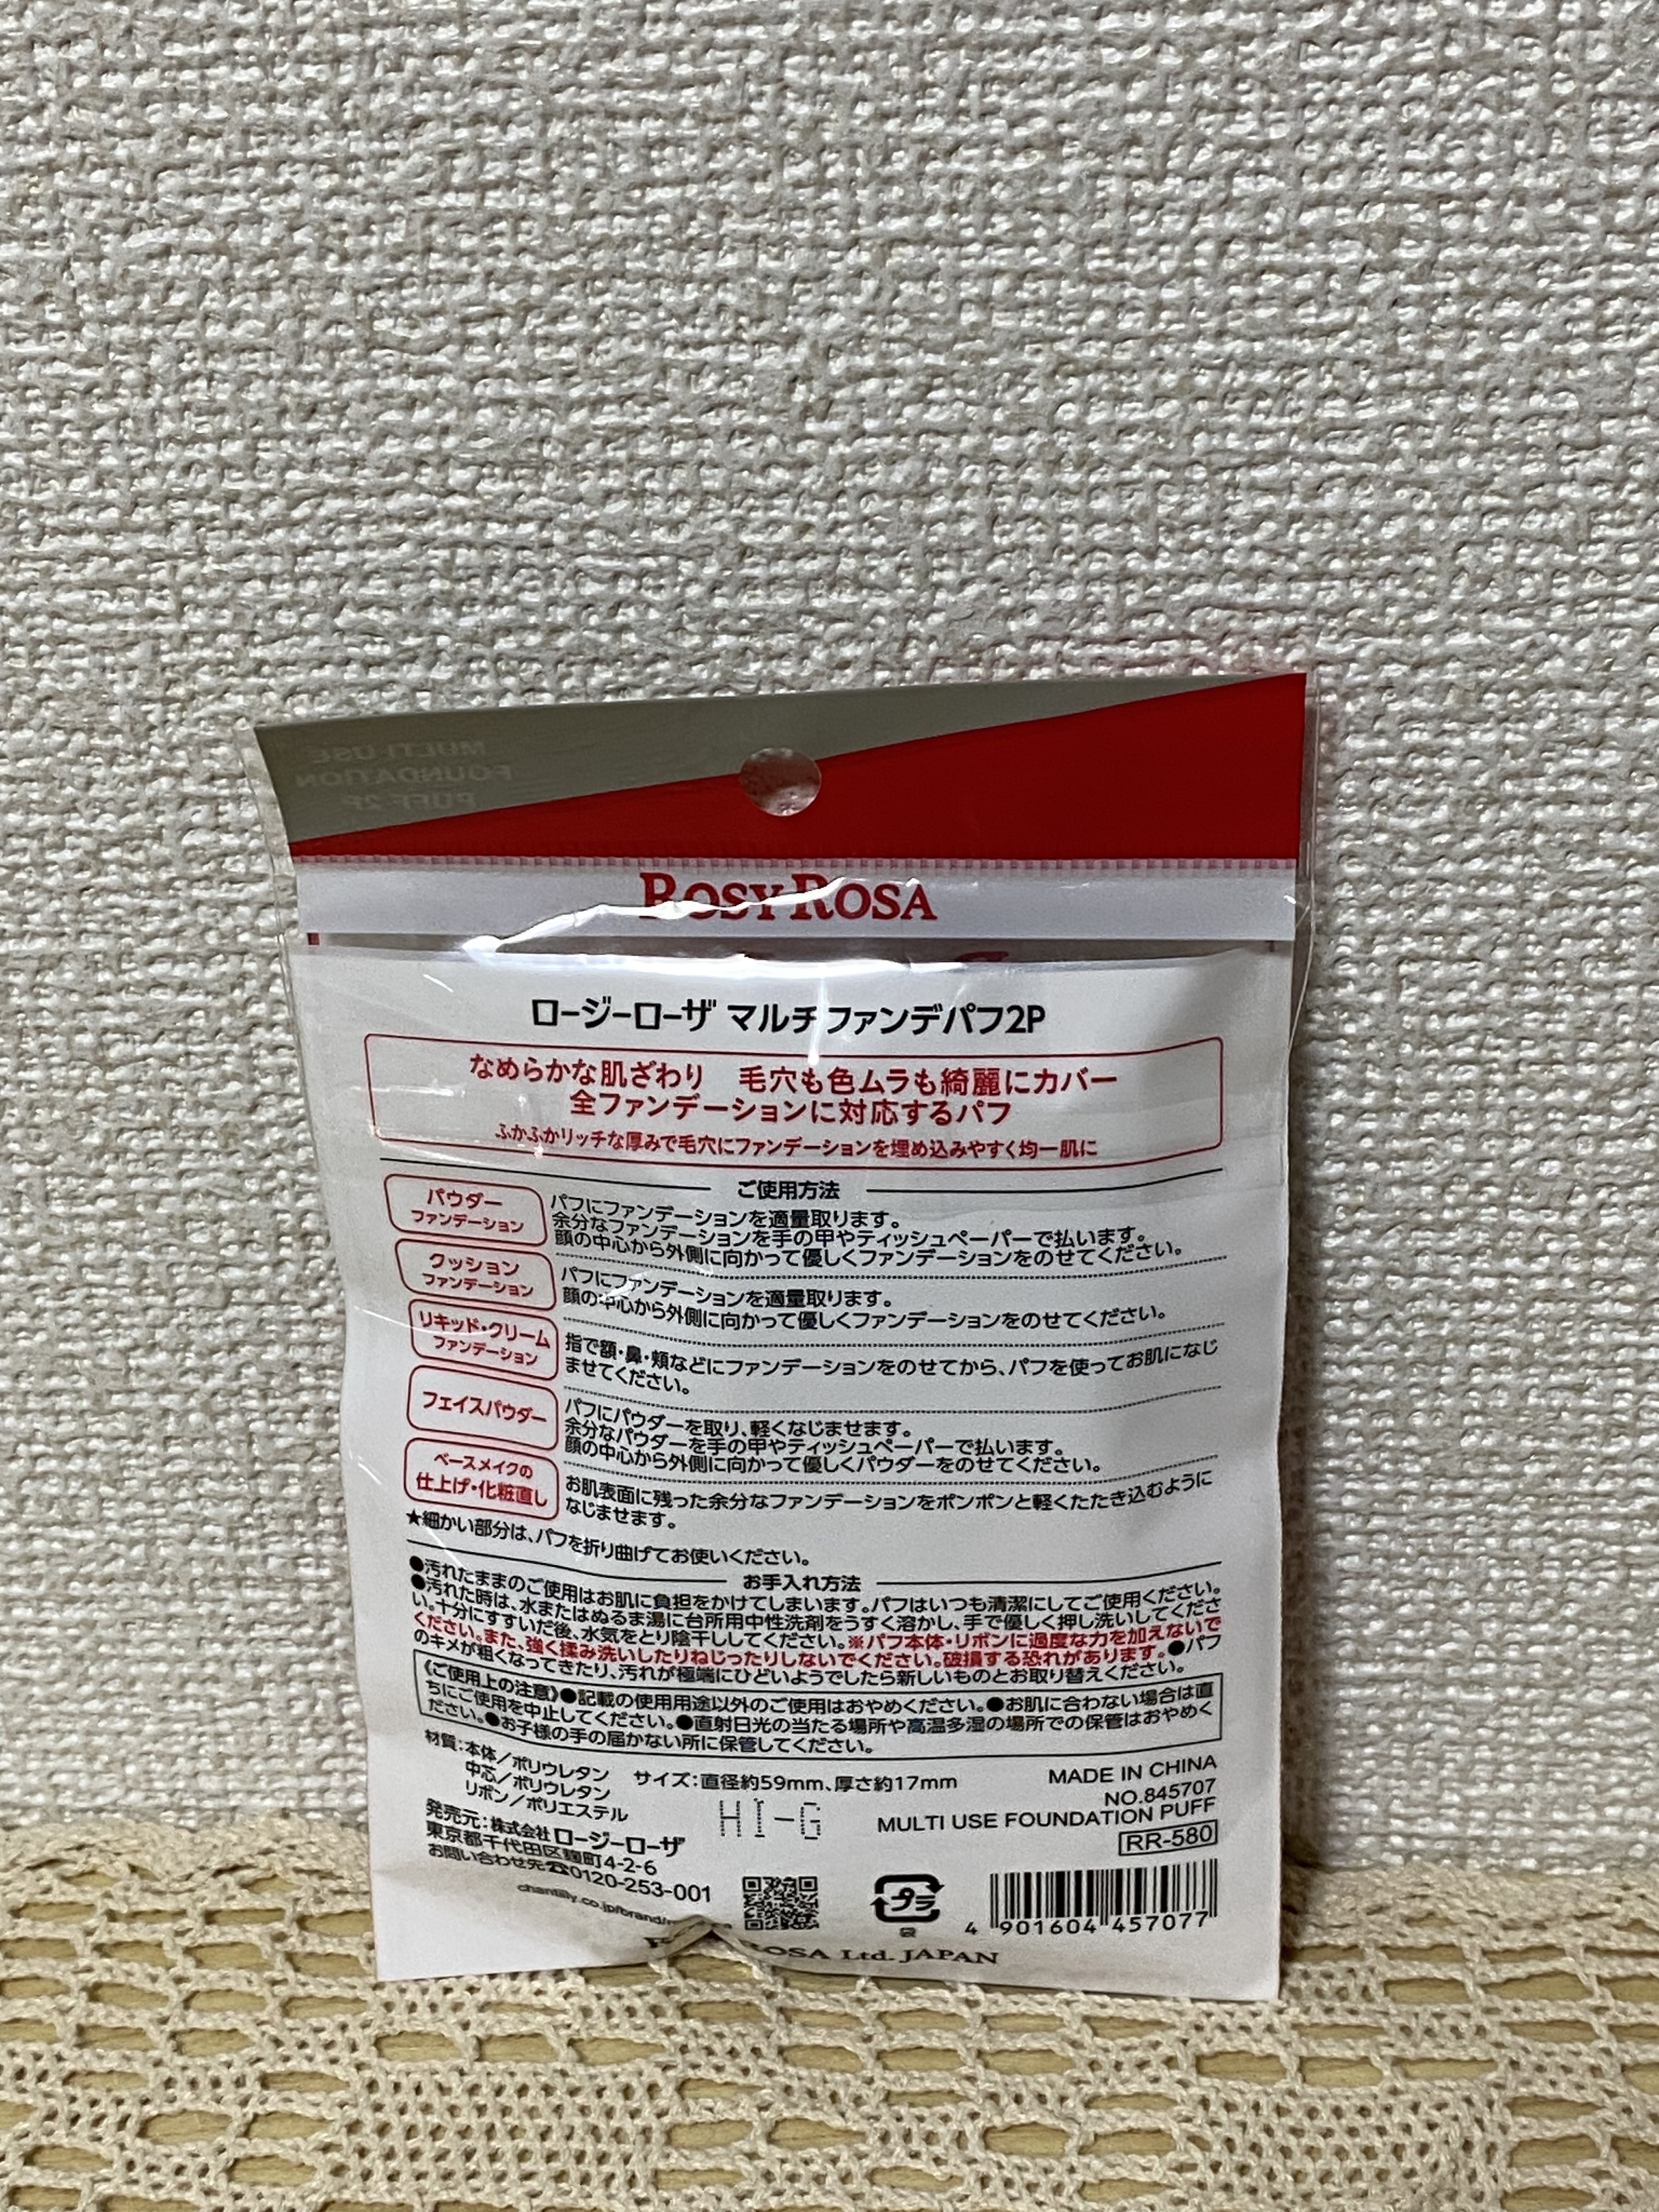 MULTI USE
FOUNDATION
PUFF 2P
ROSY ROSA
ロージーローザ マルチファンデパフ2P
なめらかな肌ざわり 毛穴も色ムラも綺麗にカバー
全ファンデーションに対応するパフ
ふかふかリッチな厚みで毛穴にファンデーションを埋め込みやすく均一肌に
ご使用方法
パウダー
ファンデーション
パフにファンデーションを適量取ります。
余分なファンデーションを手の甲やティッシュペーパーで払います。
顔の中心から外側に向かって優しくファンデーションをのせてください。
クッション
ファンデーション
パフにファンデーションを適量取ります。
顔の中心から外側に向かって優しくファンデーションをのせてください。
リキッド・クリーム
ファンデーション
指で額・鼻・頬などにファンデーションをのせてから、パフを使ってお肌になじ
ませてください。
フェイスパウダー
パフにパウダーを取り、軽くなじませます。
余分なパウダーを手の甲やティッシュペーパーで払います。
顔の中心から外側に向かって優しくパウダーをのせてください。
ベースメイクの
仕上げ・化粧直し
お肌表面に残った余分なファンデーションをポンポンと軽くたたき込むように
なじませます。
★細かい部分は、パフを折り曲げてお使いください。
お手入れ方法
●汚れたままのご使用はお肌に負担をかけてしまいます。パフはいつも清潔にしてご使用ください。
●汚れた時は、水またはぬるま湯に台所用中性洗剤をうすく溶かし、手で優しく押し洗いしてくださ
い。十分にすすいだ後、水気をとり陰干ししてください。※パフ本体・リボンに過度な力を加えないで
ください。また、強く揉み洗いしたりねじったりしないでください。破損する恐れがあります。●パフ
のキメが粗くなってきたり、汚れが極端にひどいようでしたら新しいものとお取り替えください。
《ご使用上の注意》●記載の使用用途以外のご使用はおやめください。●お肌に合わない場合は直
ちにご使用を中止してください。●直射日光の当たる場所や高温多湿の場所での保管はおやめく
ださい。●お子様の手の届かない所に保管してください。
材質：本体／ポリウレタン
中芯／ポリウレタン
リボン／ポリエステル
サイズ：直径約59mm、厚さ約17mm
MADE IN CHINA
NO.845707
MULTI USE FOUNDATION PUFF
RR-580
HI-G
発売元：株式会社 ロージーローザ
東京都千代田区麹町4-2-6
お問い合わせ先☎0120-253-001
chantilly.co.jp/brand/
プラ
袋
4 901604 457077
ROSA Ltd. JAPAN